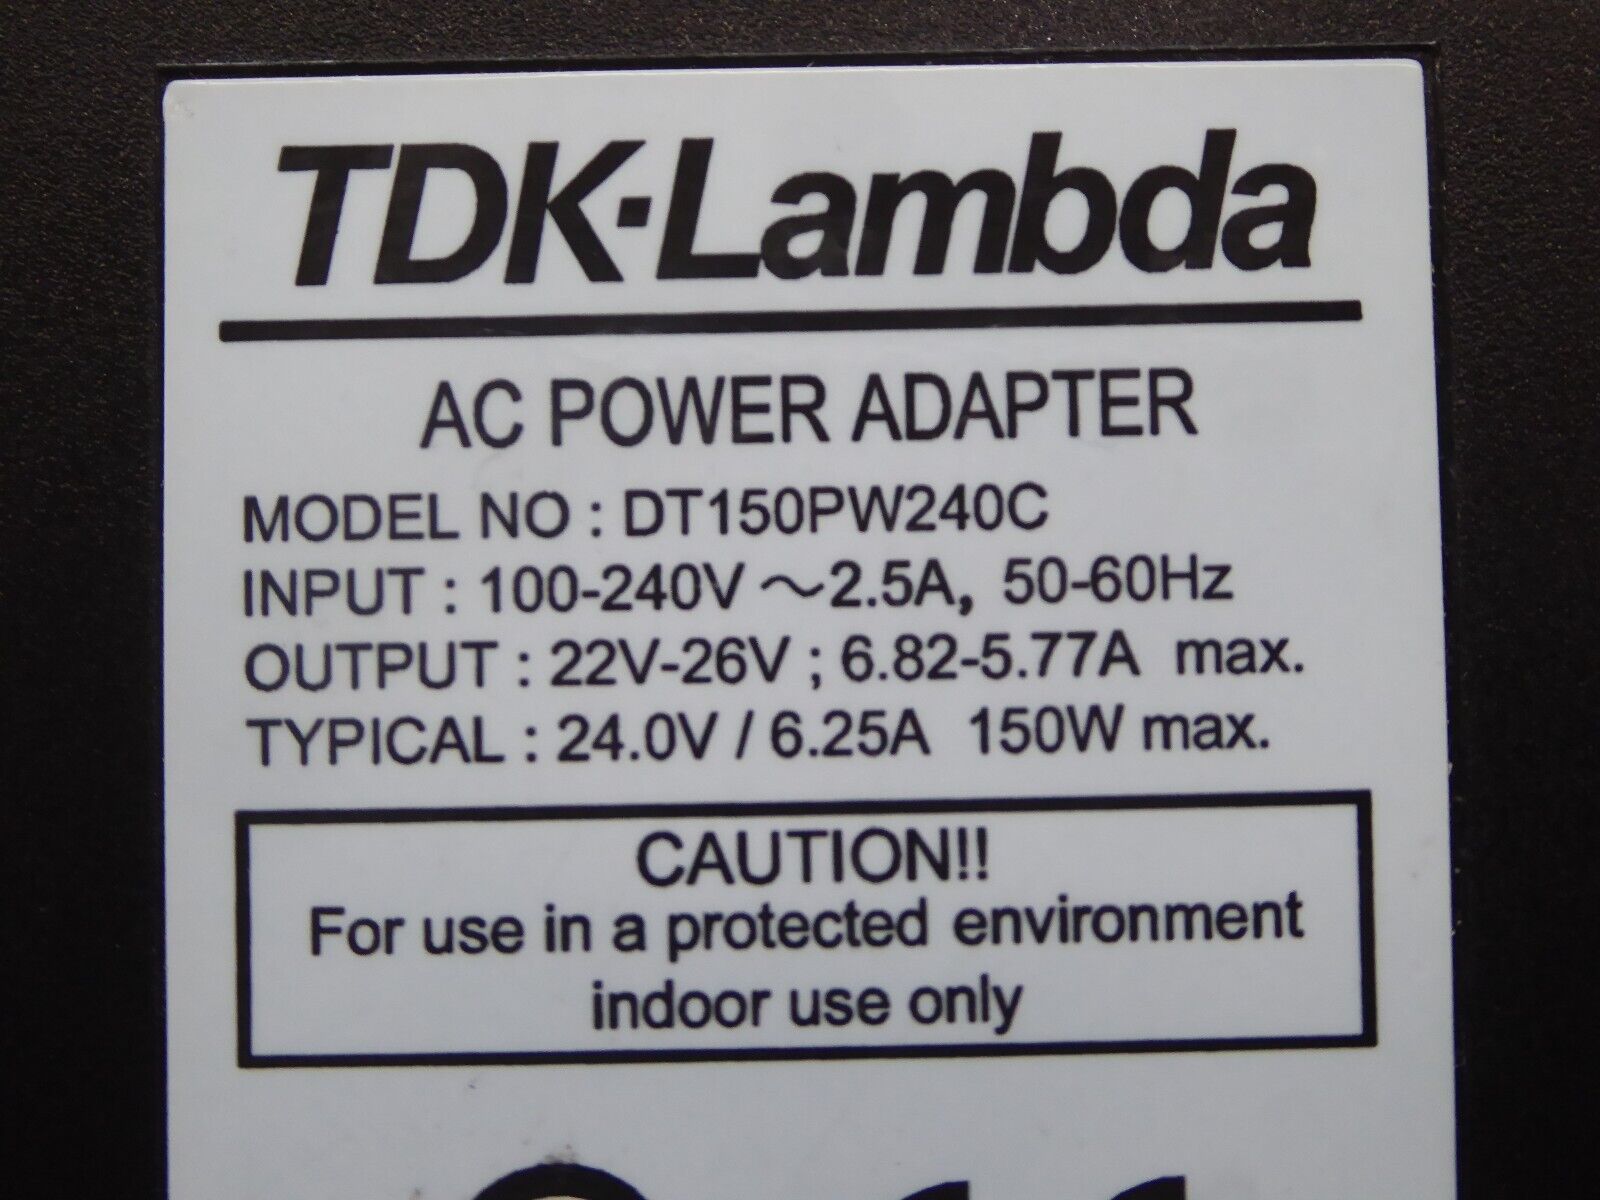 TDK·Lambda
AC POWER ADAPTER
MODEL NO : DT150PW240C
INPUT : 100-240V ～2.5A, 50-60Hz
OUTPUT : 22V-26V ; 6.82-5.77A max.
TYPICAL : 24.0V / 6.25A 150W max.
CAUTION!!
For use in a protected environment
indoor use only